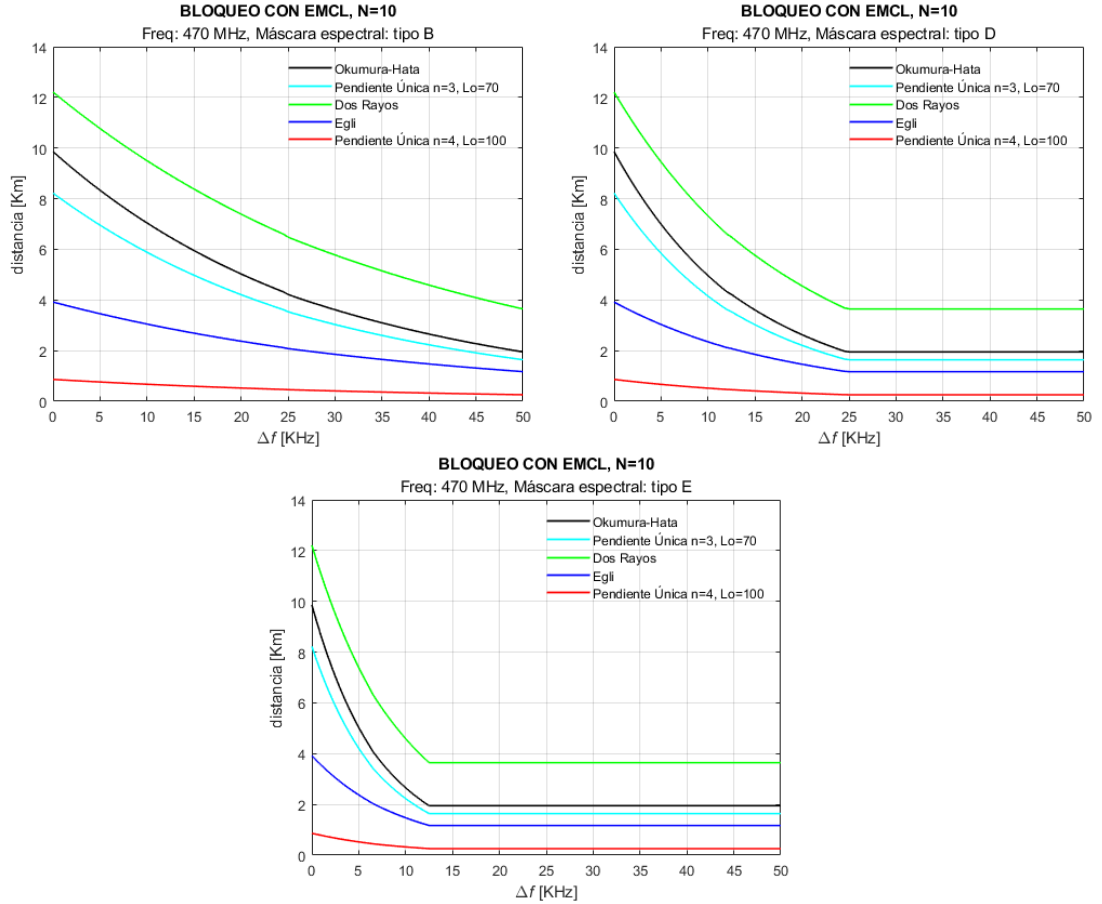 BLOQUEO CON EMCL, N=10
Freq: 470 MHz, Máscara espectral: tipo B
14
12
10
8
6
4
2
0
distancia [Km]
Okumura-Hata
Pendiente Única n=3, Lo=70
Dos Rayos
Egli
Pendiente Única n=4, Lo=100
0 5 10 15 20 25 30 35 40 45 50
Δf [KHz]
BLOQUEO CON EMCL, N=10
Freq: 470 MHz, Máscara espectral: tipo D
14
12
10
8
6
4
2
0
distancia [Km]
Okumura-Hata
Pendiente Única n=3, Lo=70
Dos Rayos
Egli
Pendiente Única n=4, Lo=100
0 5 10 15 20 25 30 35 40 45 50
Δf [KHz]
BLOQUEO CON EMCL, N=10
Freq: 470 MHz, Máscara espectral: tipo E
14
12
10
8
6
4
2
0
distancia [Km]
Okumura-Hata
Pendiente Única n=3, Lo=70
Dos Rayos
Egli
Pendiente Única n=4, Lo=100
0 5 10 15 20 25 30 35 40 45 50
Δf [KHz]